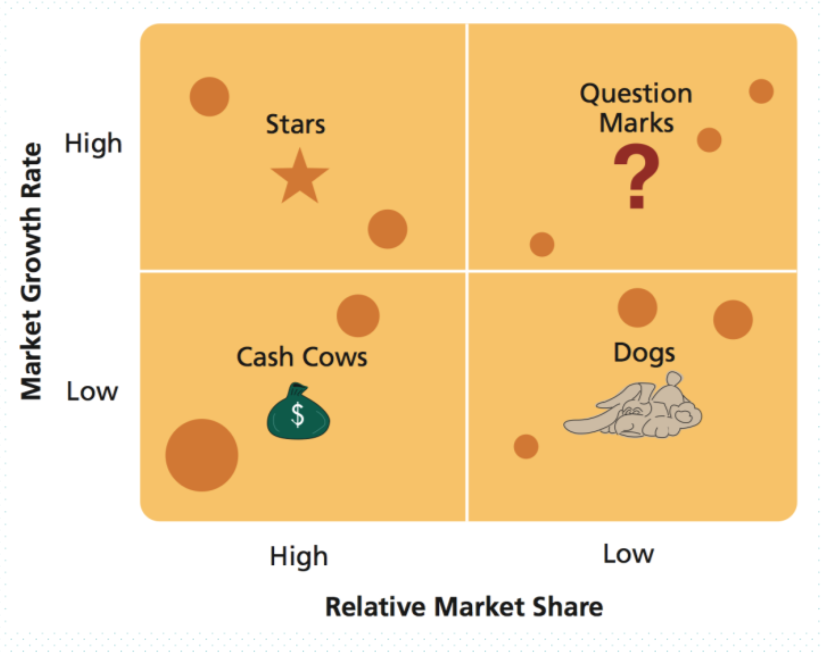 Market Growth Rate
High
Low
Stars
Question
Marks
?
Cash Cows
$
Dogs
High
Low
Relative Market Share